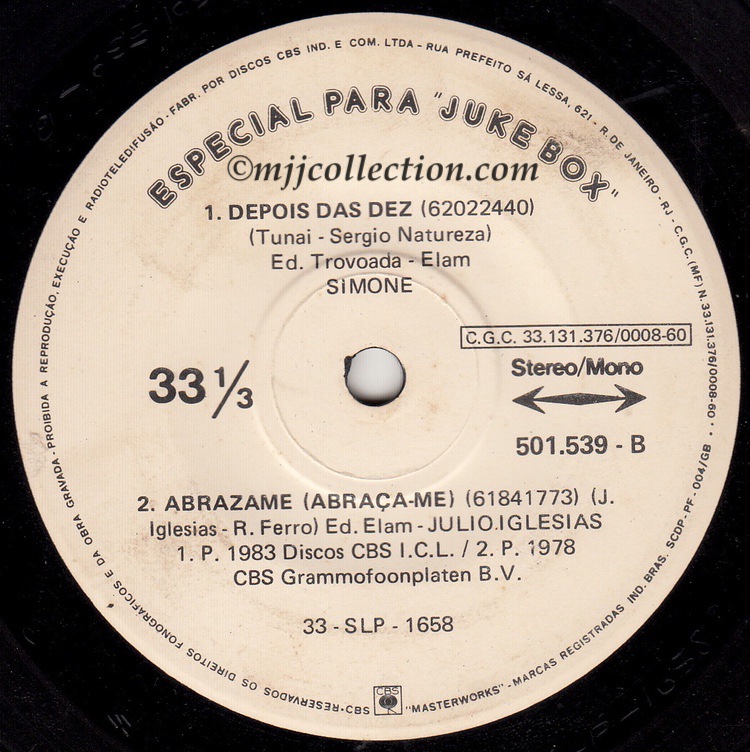 ESPECIAL PARA "JUKE BOX"
©mjjcollection.com
1. DEPOIS DAS DEZ (62022440)
(Tunai - Sergio Natureza)
Ed. Trovoada - Elam
SIMONE
C.G.C. 33.131.376/0008-60
33 1/3
Stereo/Mono
501.539 - B
2. ABRAZAME (ABRAÇA-ME) (61841773) (J.
Iglesias - R. Ferro) Ed. Elam - JULIO IGLESIAS
1. P. 1983 Discos CBS I.C.L. / 2. P. 1978
CBS Grammofoonplaten B.V.
33 - SLP - 1658
CBS
RESERVADOS OS DIREITOS FONOGRÁFICOS E DA OBRA GRAVADA - PROIBIDA A REPRODUÇÃO, EXECUÇÃO E RADIOTELEDIFUSÃO - FABR. POR DISCOS CBS IND. E COM. LTDA - RUA PREFEITO SÁ LESSA, 621 - R. DE JANEIRO - RJ - C.G.C. (MF) N. 33.131.376/0008-60 . . SCDP - PF - 004/GB
CBS - "MASTERWORKS" - MARCAS REGISTRADAS IND. BRAS.